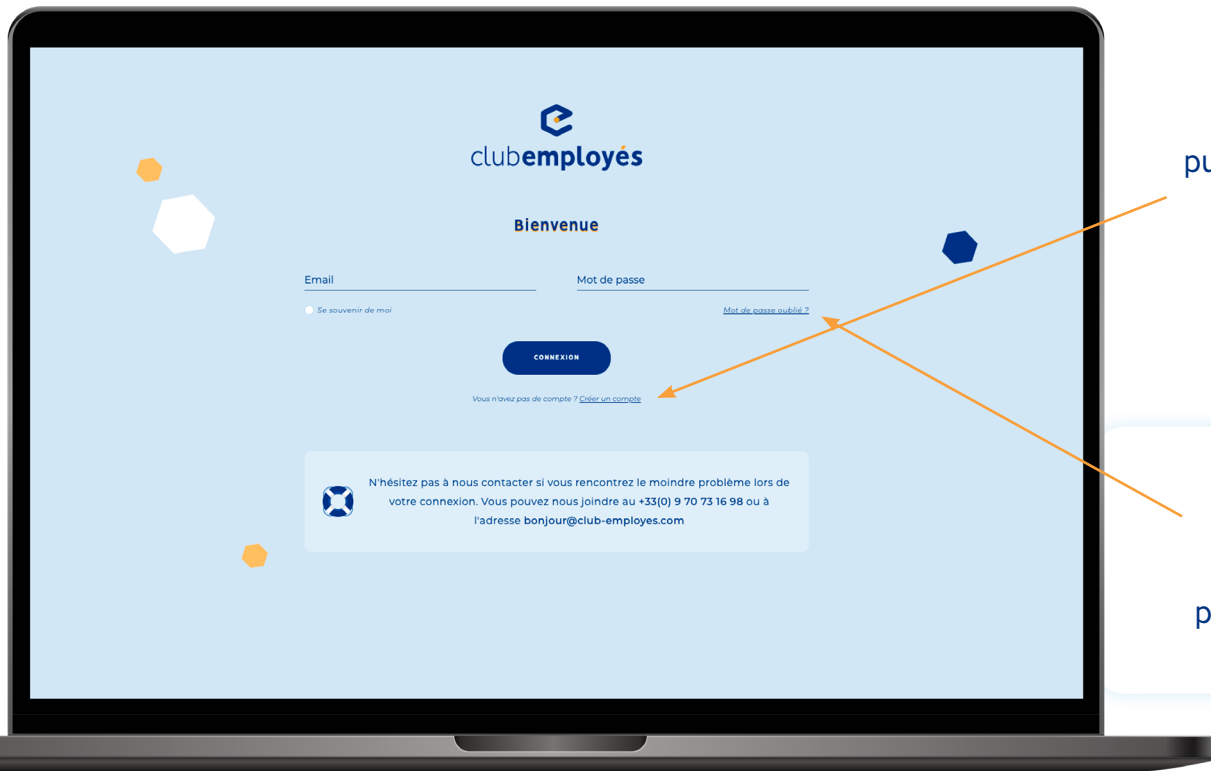 clubemployés
Bienvenue
Email
Mot de passe
Se souvenir de moi
Mot de passe oublié ?
CONNEXION
Vous n'avez pas de compte ? Créer un compte
N'hésitez pas à nous contacter si vous rencontrez le moindre problème lors de
votre connexion. Vous pouvez nous joindre au +33(0) 9 70 73 16 98 ou à
l'adresse bonjour@club-employes.com